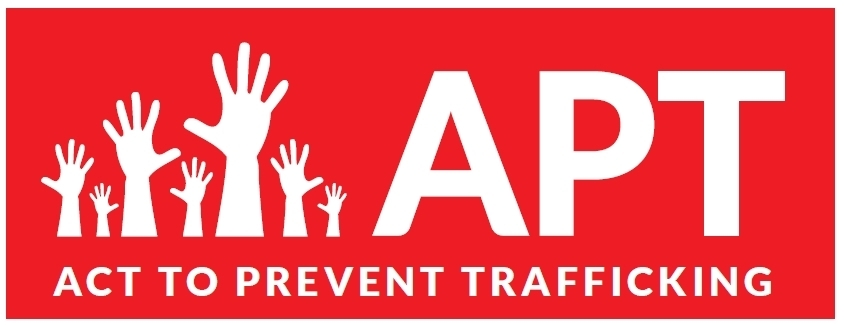 APT
ACT TO PREVENT TRAFFICKING